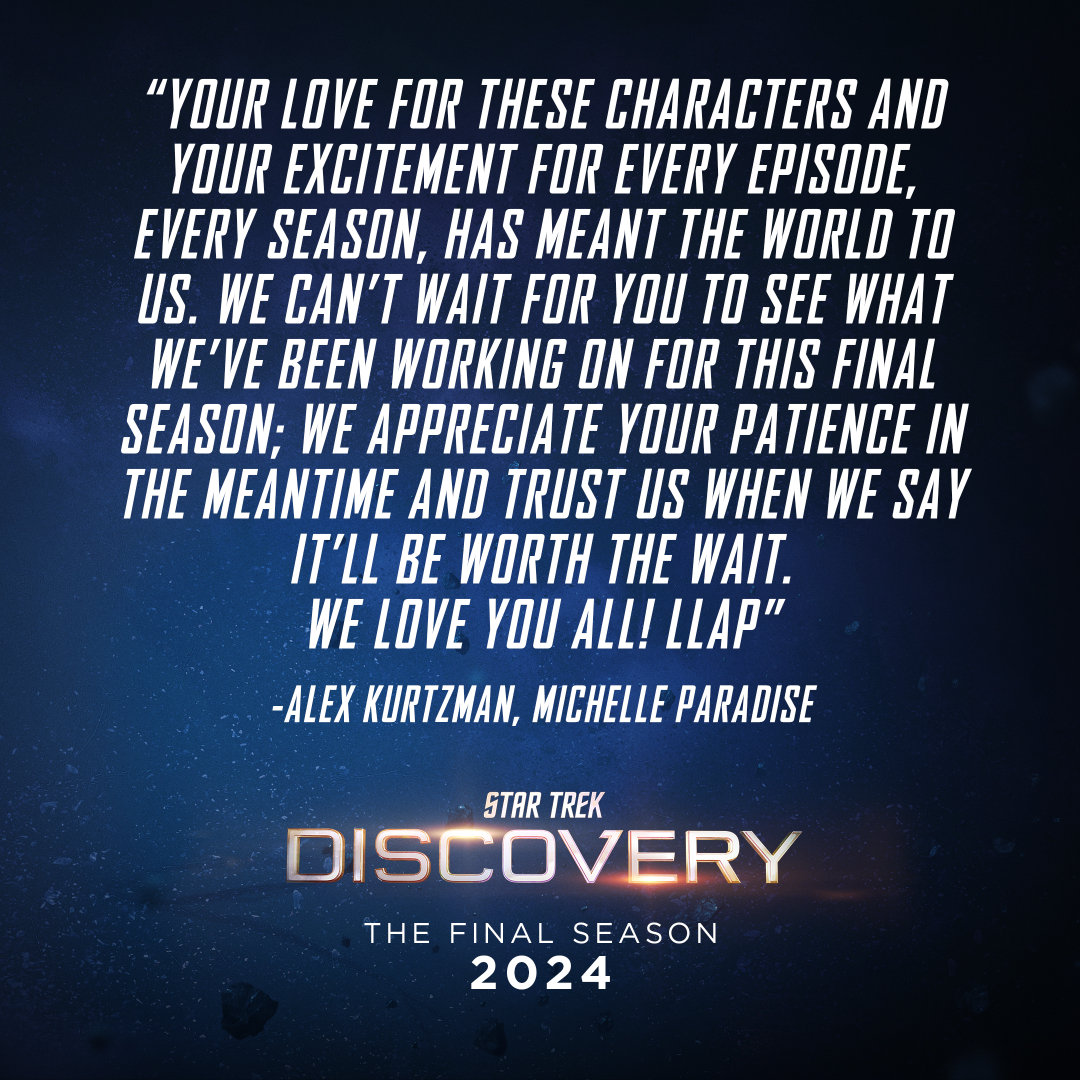 “YOUR LOVE FOR THESE CHARACTERS AND
YOUR EXCITEMENT FOR EVERY EPISODE,
EVERY SEASON, HAS MEANT THE WORLD TO
US. WE CAN’T WAIT FOR YOU TO SEE WHAT
WE’VE BEEN WORKING ON FOR THIS FINAL
SEASON; WE APPRECIATE YOUR PATIENCE IN
THE MEANTIME AND TRUST US WHEN WE SAY
IT’LL BE WORTH THE WAIT.
WE LOVE YOU ALL! LLAP”
-ALEX KURTZMAN, MICHELLE PARADISE
STAR TREK
DISCOVERY
THE FINAL SEASON
2024